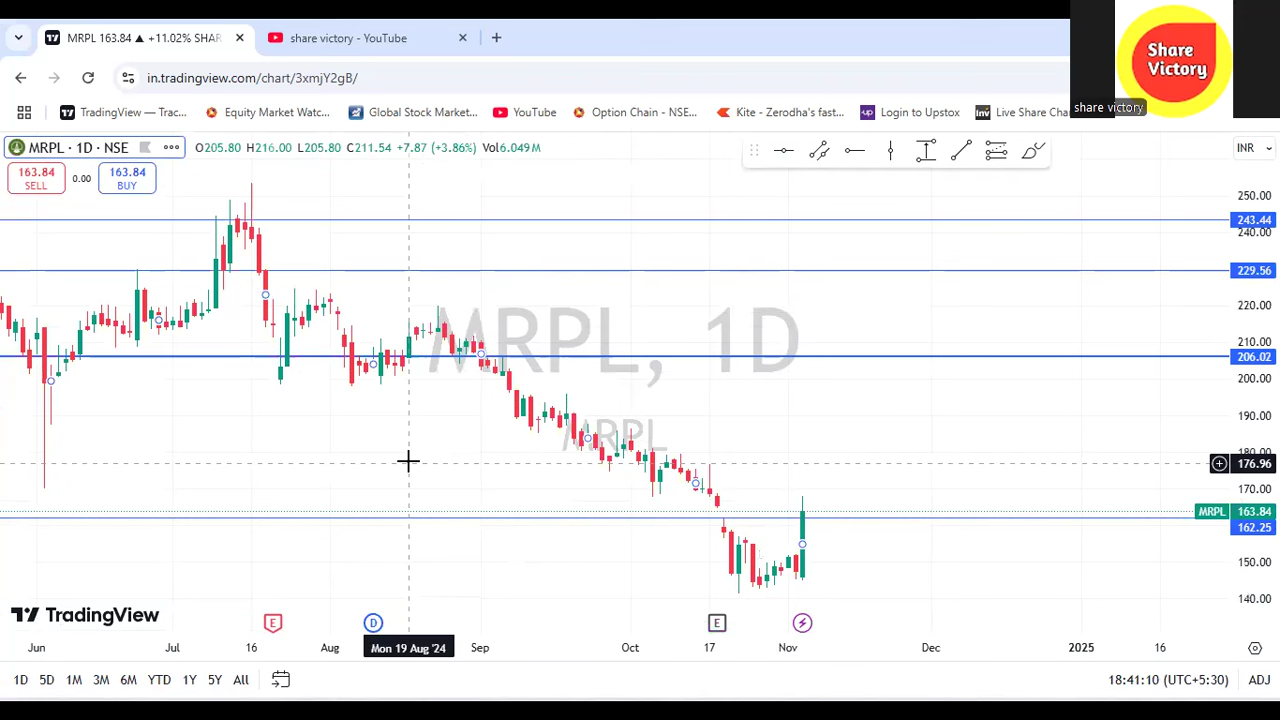 MRPL 163.84 ▲ +11.02% SHAR
share victory - YouTube
Share Victory
share victory
in.tradingview.com/chart/3xmjY2gB/
TradingView — Trac...
Equity Market Watc...
Global Stock Market...
YouTube
Option Chain - NSE...
Kite - Zerodha's fast...
Login to Upstox
Live Share Cha
MRPL · 1D · NSE
O205.80 H216.00 L205.80 C211.54 +7.87 (+3.86%) Vol6.049 M
INR
163.84 SELL
0.00
163.84 BUY
250.00
243.44
240.00
229.56
220.00
210.00
206.02
200.00
190.00
180.00
176.96
170.00
MRPL 163.84
162.25
150.00
140.00
MRPL, 1D
MRPL
TradingView
E
D
E
Jun
Jul
16
Aug
Mon 19 Aug '24
Sep
Oct
17
Nov
Dec
2025
16
1D 5D 1M 3M 6M YTD 1Y 5Y All
18:41:10 (UTC+5:30)
ADJ